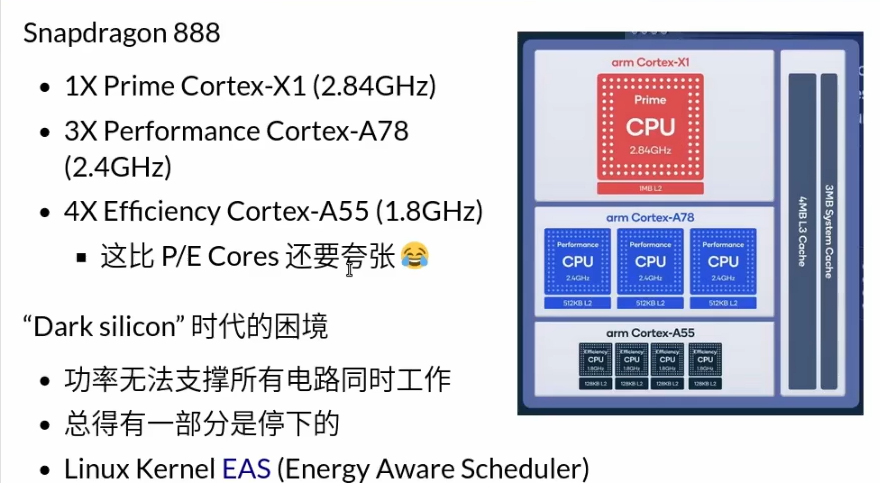 Snapdragon 888
1X Prime Cortex-X1 (2.84GHz)
3X Performance Cortex-A78
(2.4GHz)
4X Efficiency Cortex-A55 (1.8GHz)
这比 P/E Cores 还要夸张😂
“Dark silicon” 时代的困境
功率无法支撑所有电路同时工作
总得有一部分是停下的
Linux Kernel EAS (Energy Aware Scheduler)
arm Cortex-X1
Prime
CPU
2.84GHz
1MB L2
arm Cortex-A78
Performance Performance Performance
CPU CPU CPU
2.4GHz 2.4GHz 2.4GHz
512KB L2 512KB L2 512KB L2
arm Cortex-A55
Efficiency Efficiency Efficiency Efficiency
CPU CPU CPU CPU
1.8GHz 1.8GHz 1.8GHz 1.8GHz
128KB L2 128KB L2 128KB L2 128KB L2
4MB L3 Cache
3MB System Cache